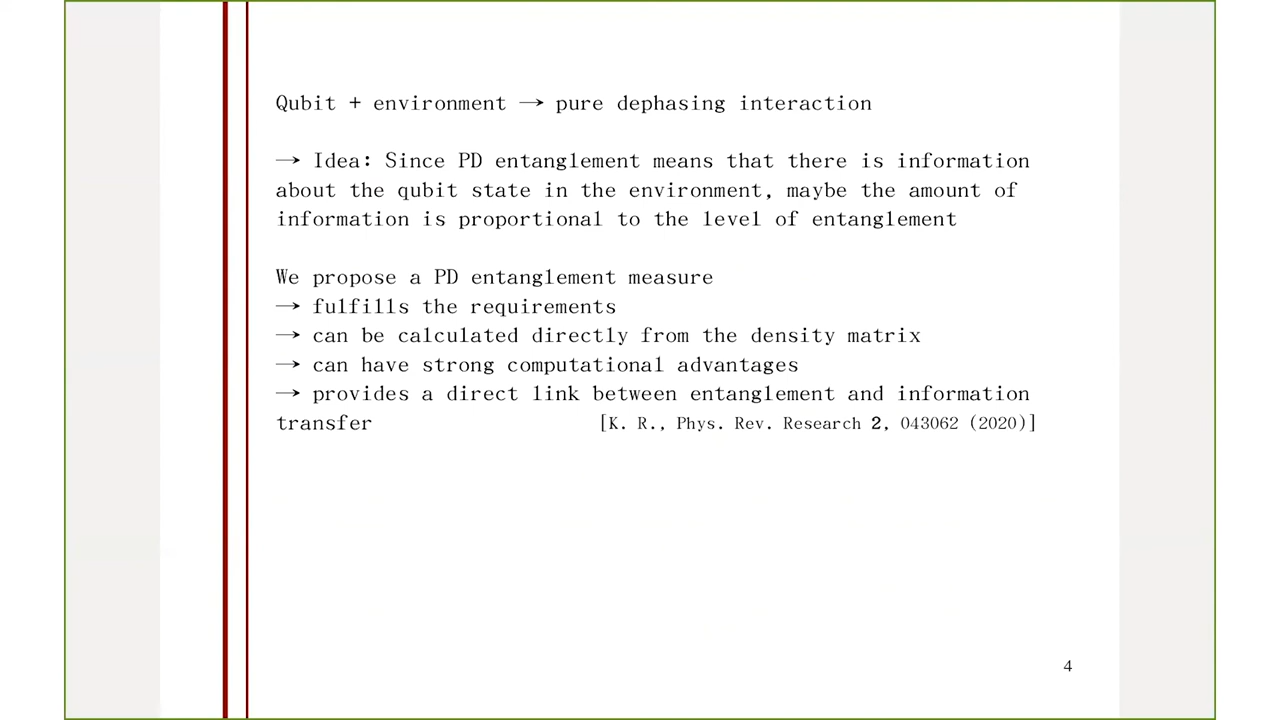 Qubit + environment → pure dephasing interaction
→ Idea: Since PD entanglement means that there is information
about the qubit state in the environment, maybe the amount of
information is proportional to the level of entanglement
We propose a PD entanglement measure
→ fulfills the requirements
→ can be calculated directly from the density matrix
→ can have strong computational advantages
→ provides a direct link between entanglement and information
transfer [K. R., Phys. Rev. Research 2, 043062 (2020)]
4